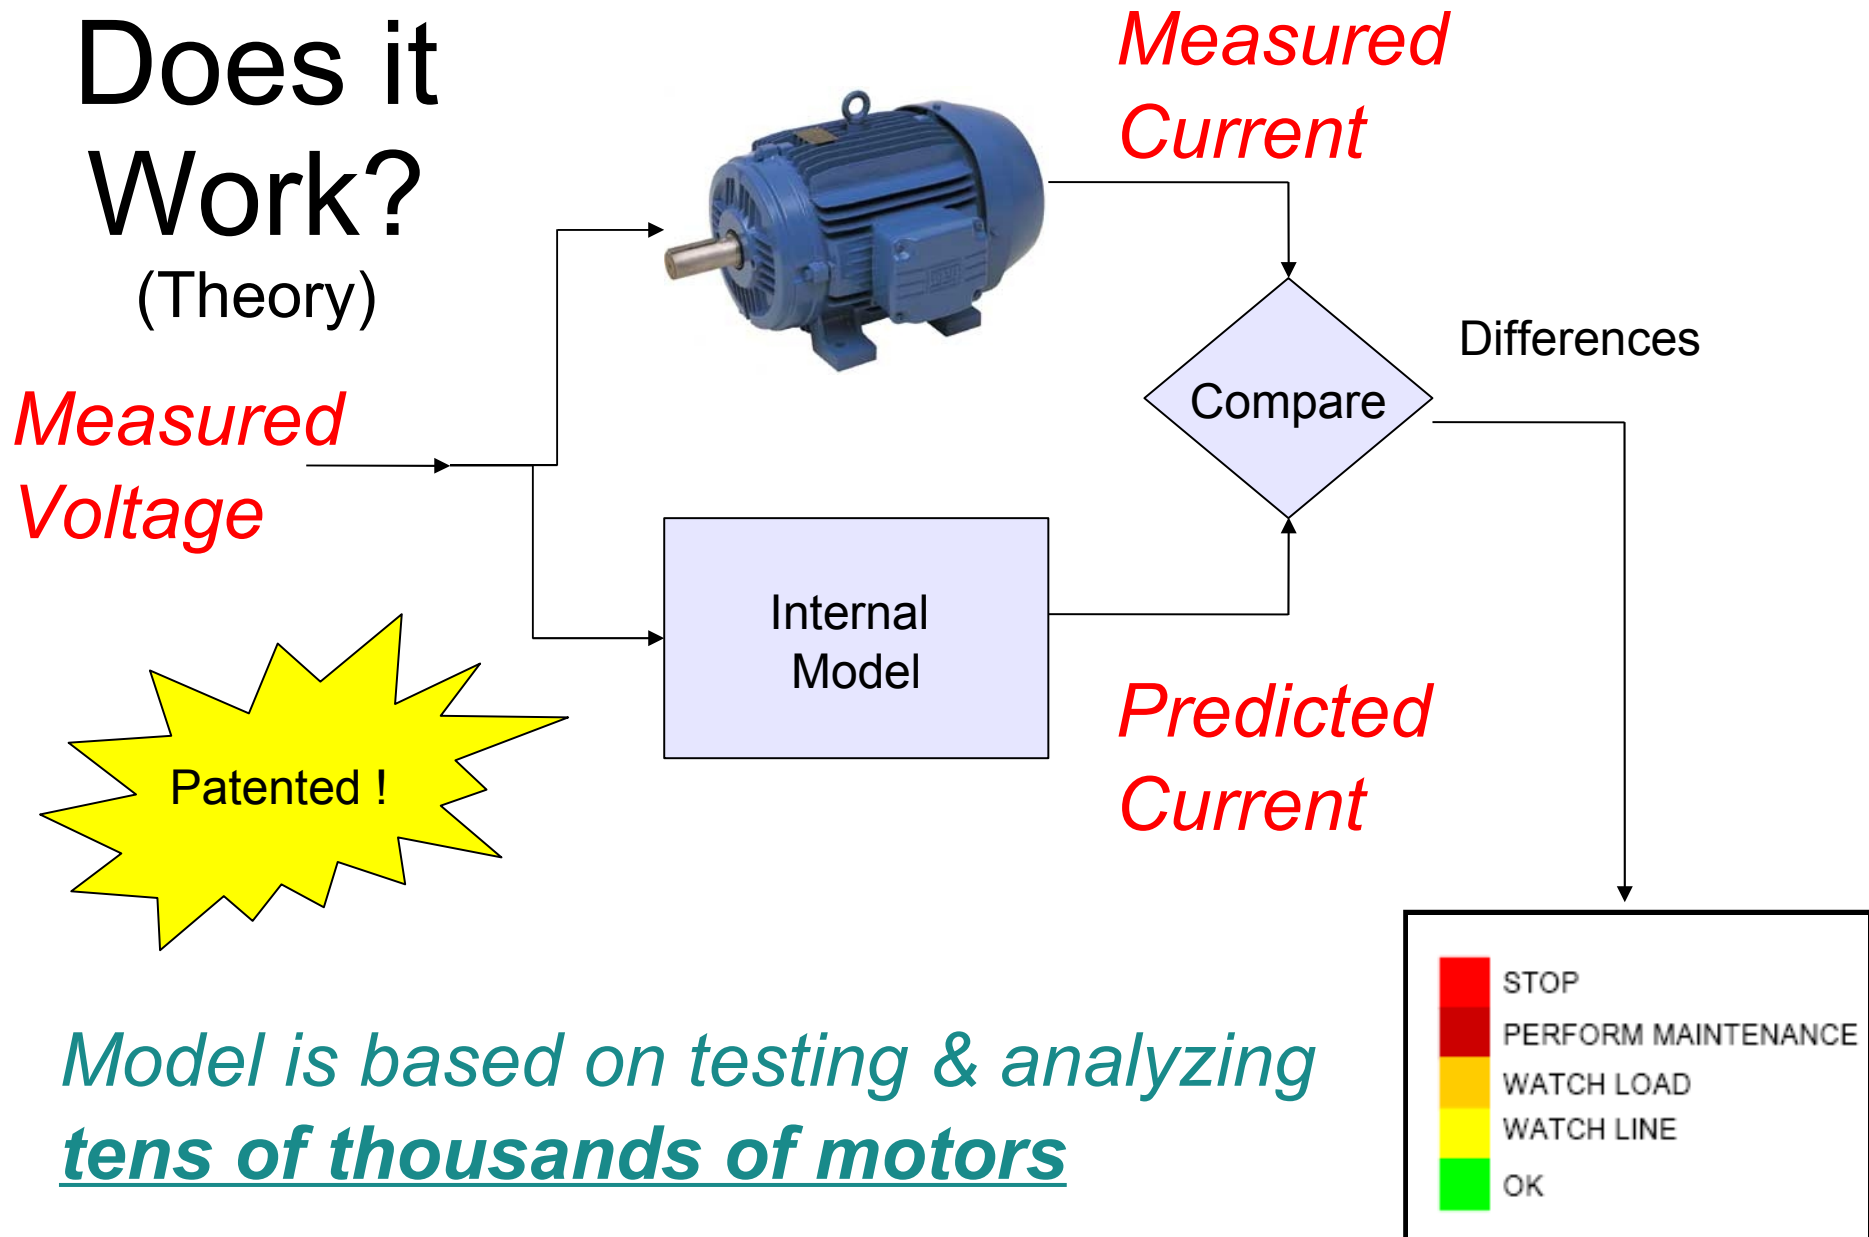 Does it
Work?
(Theory)
Measured
Current
Differences
Compare
Measured
Voltage
Internal
Model
Predicted
Current
Patented !
STOP
PERFORM MAINTENANCE
WATCH LOAD
WATCH LINE
OK
Model is based on testing & analyzing
tens of thousands of motors